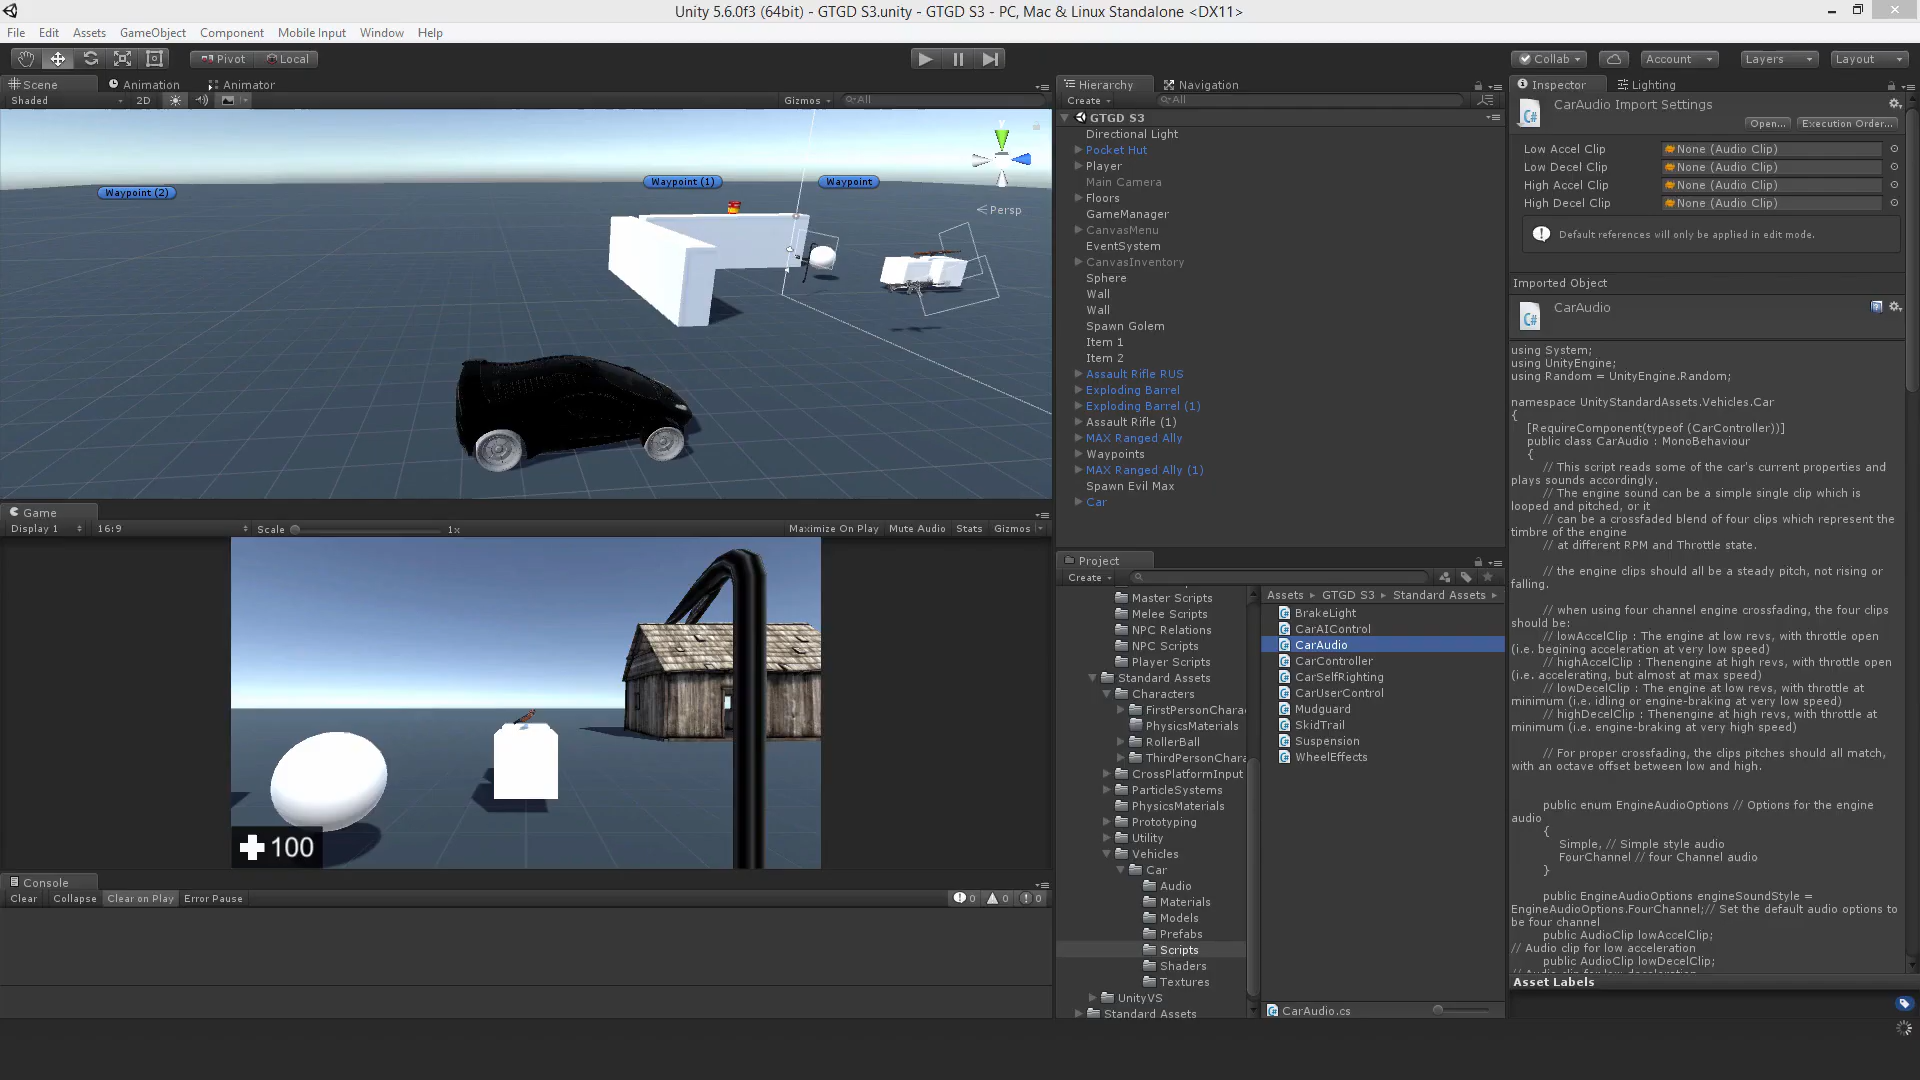 Unity 5.6.0f3 (64bit) - GTGD S3.unity - GTGD S3 - PC, Mac & Linux Standalone <DX11>
File Edit Assets GameObject Component Mobile Input Window Help
Pivot Local
Collab Account Layers Layout
Scene Animation Animator
Shaded 2D Gizmos All
Waypoint (2)
Waypoint (1)
Waypoint
Persp
Game
Display 1 16:9 Scale 1x Maximize On Play Mute Audio Stats Gizmos
100
Console
Clear Collapse Clear on Play Error Pause 0 0 0
Hierarchy Navigation
Create All
GTGD S3
Directional Light
Pocket Hut
Player
Main Camera
Floors
GameManager
CanvasMenu
EventSystem
CanvasInventory
Sphere
Wall
Wall
Spawn Golem
Item 1
Item 2
Assault Rifle RUS
Exploding Barrel
Exploding Barrel (1)
Assault Rifle (1)
MAX Ranged Ally
Waypoints
MAX Ranged Ally (1)
Spawn Evil Max
Car
Project
Create
Master Scripts
Melee Scripts
NPC Relations
NPC Scripts
Player Scripts
Standard Assets
Characters
FirstPersonChara
PhysicsMaterials
RollerBall
ThirdPersonChara
CrossPlatformInput
ParticleSystems
PhysicsMaterials
Prototyping
Utility
Vehicles
Car
Audio
Materials
Models
Prefabs
Scripts
Shaders
Textures
UnityVS
Standard Assets
Assets GTGD S3 Standard Assets
BrakeLight
CarAIControl
CarAudio
CarController
CarSelfRighting
CarUserControl
Mudguard
SkidTrail
Suspension
WheelEffects
CarAudio.cs
Inspector Lighting
CarAudio Import Settings
Open... Execution Order...
Low Accel Clip None (Audio Clip)
Low Decel Clip None (Audio Clip)
High Accel Clip None (Audio Clip)
High Decel Clip None (Audio Clip)
Default references will only be applied in edit mode.
Imported Object
CarAudio
using System;
using UnityEngine;
using Random = UnityEngine.Random;
namespace UnityStandardAssets.Vehicles.Car
{
[RequireComponent(typeof (CarController))]
public class CarAudio : MonoBehaviour
{
// This script reads some of the car's current properties and
plays sounds accordingly.
// The engine sound can be a simple single clip which is
looped and pitched, or it
// can be a crossfaded blend of four clips which represent the
timbre of the engine
// at different RPM and Throttle state.
// the engine clips should all be a steady pitch, not rising or
falling.
// when using four channel engine crossfading, the four clips
should be:
// lowAccelClip : The engine at low revs, with throttle open
(i.e. begining acceleration at very low speed)
// highAccelClip : Thenengine at high revs, with throttle open
(i.e. accelerating, but almost at max speed)
// lowDecelClip : The engine at low revs, with throttle at
minimum (i.e. idling or engine-braking at very low speed)
// highDecelClip : Thenengine at high revs, with throttle at
minimum (i.e. engine-braking at very high speed)
// For proper crossfading, the clips pitches should all match,
with an octave offset between low and high.
public enum EngineAudioOptions // Options for the engine
audio
{
Simple, // Simple style audio
FourChannel // four Channel audio
}
public EngineAudioOptions engineSoundStyle =
EngineAudioOptions.FourChannel;// Set the default audio options to
be four channel
public AudioClip lowAccelClip;
// Audio clip for low acceleration
public AudioClip lowDecelClip;
Asset Labels